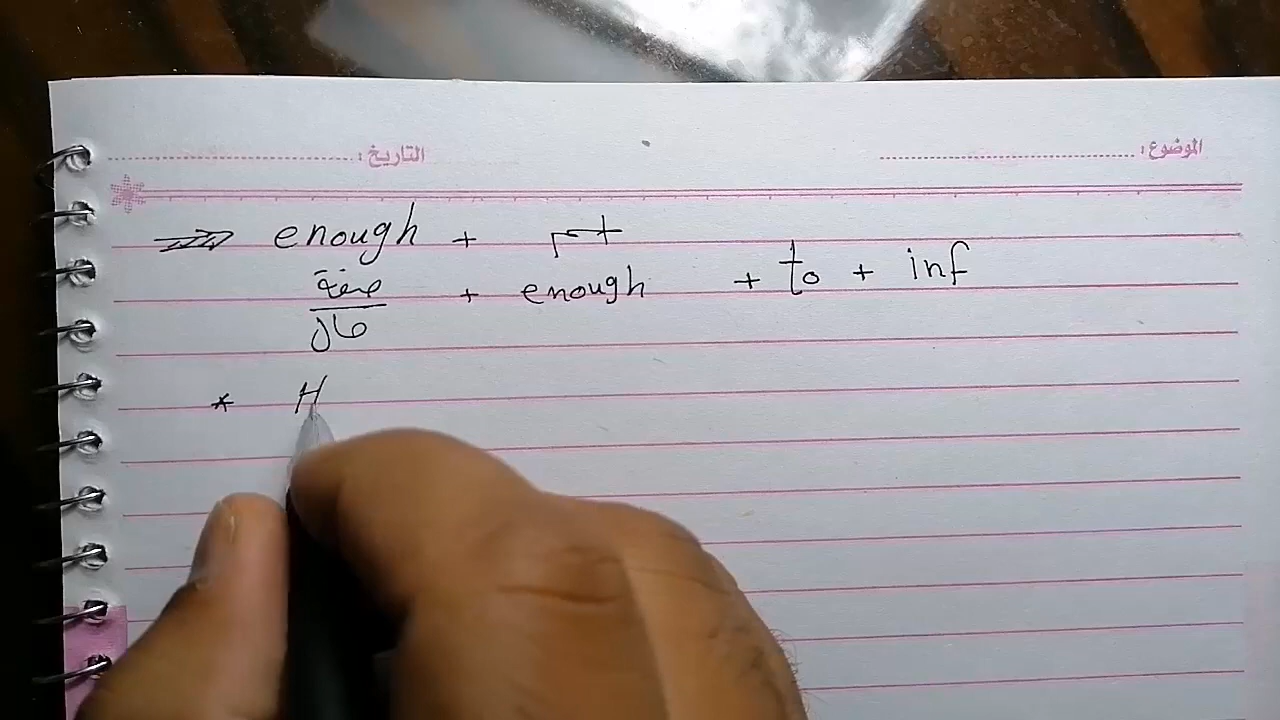 الموضوع: التاريخ:
enough + اسم
صفة + enough + to + inf
حال
* H